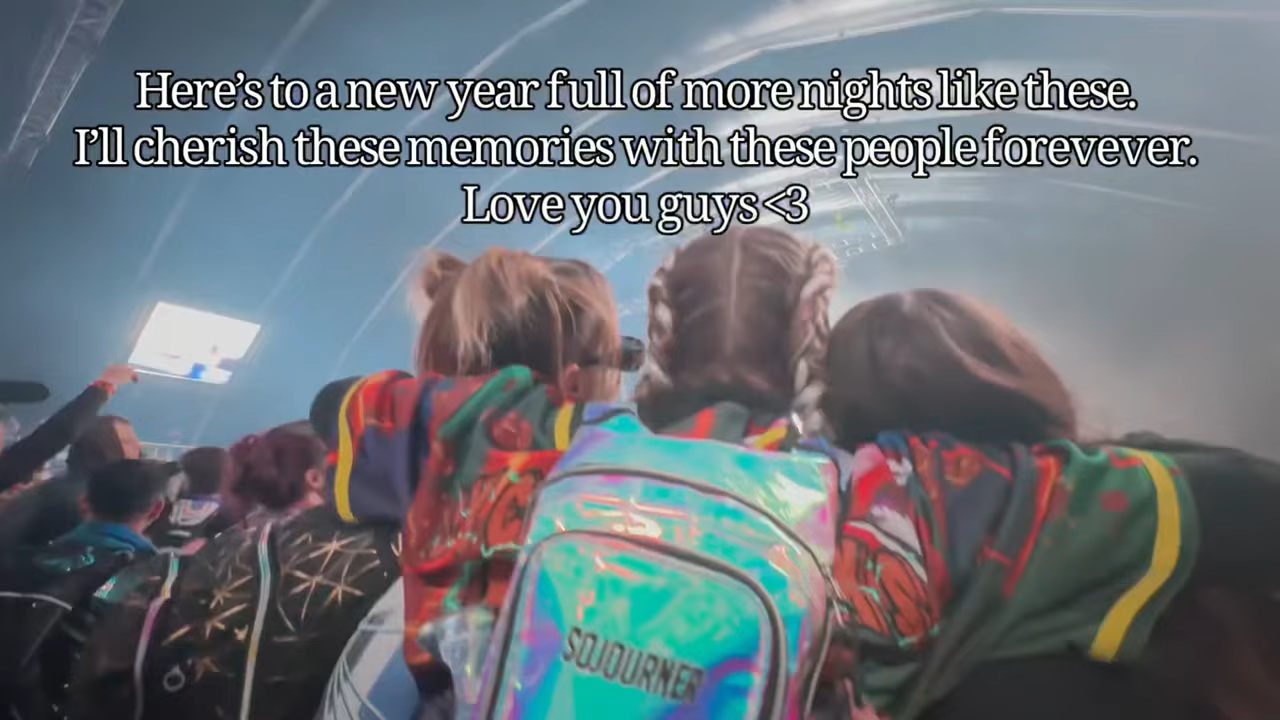 Here’s to a new year full of more nights like these.
I’ll cherish these memories with these people forevever.
Love you guys <3
SOJOURNER